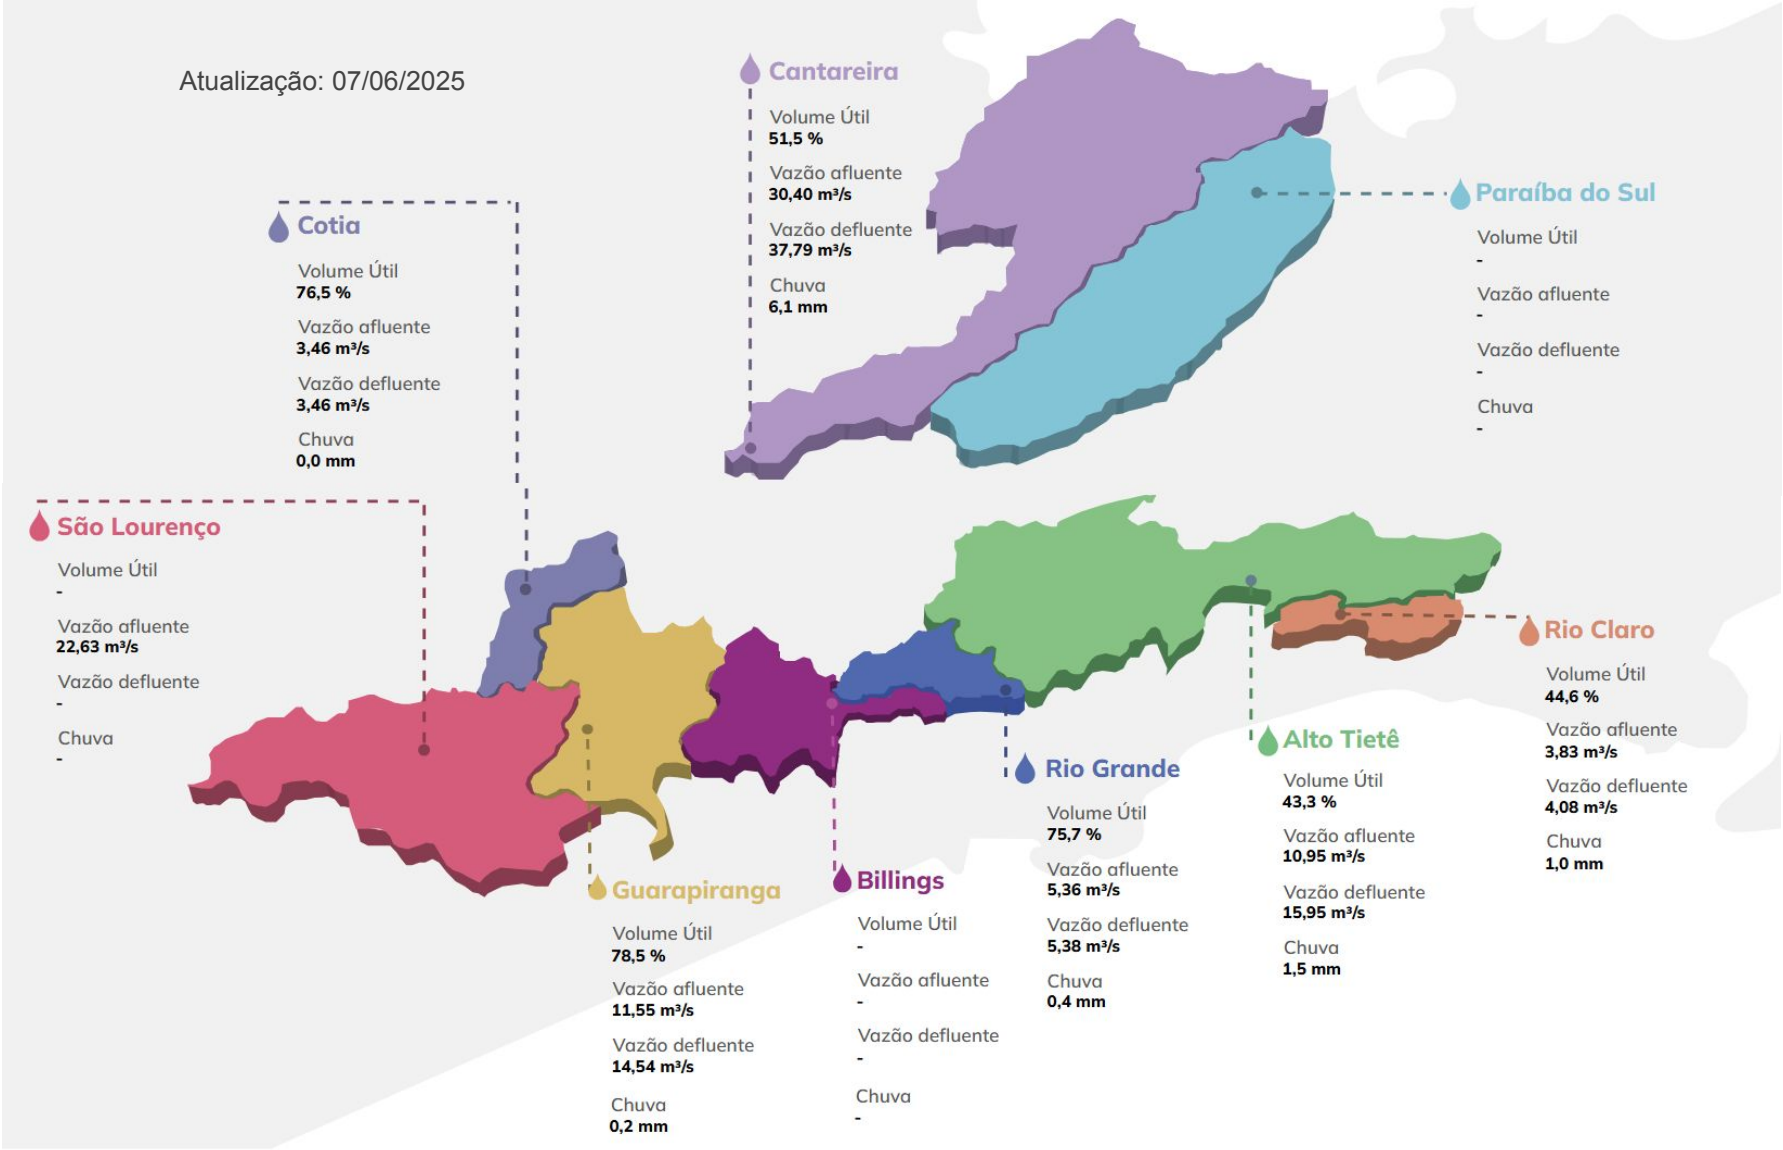 Atualização: 07/06/2025
Cantareira
Volume Útil
51,5 %
Vazão afluente
30,40 m³/s
Vazão defluente
37,79 m³/s
Chuva
6,1 mm
Paraíba do Sul
Volume Útil
-
Vazão afluente
-
Vazão defluente
-
Chuva
-
Cotia
Volume Útil
76,5 %
Vazão afluente
3,46 m³/s
Vazão defluente
3,46 m³/s
Chuva
0,0 mm
São Lourenço
Volume Útil
-
Vazão afluente
22,63 m³/s
Vazão defluente
-
Chuva
-
Guarapiranga
Volume Útil
78,5 %
Vazão afluente
11,55 m³/s
Vazão defluente
14,54 m³/s
Chuva
0,2 mm
Billings
Volume Útil
-
Vazão afluente
-
Vazão defluente
-
Chuva
-
Rio Grande
Volume Útil
75,7 %
Vazão afluente
5,36 m³/s
Vazão defluente
5,38 m³/s
Chuva
0,4 mm
Alto Tietê
Volume Útil
43,3 %
Vazão afluente
10,95 m³/s
Vazão defluente
15,95 m³/s
Chuva
1,5 mm
Rio Claro
Volume Útil
44,6 %
Vazão afluente
3,83 m³/s
Vazão defluente
4,08 m³/s
Chuva
1,0 mm